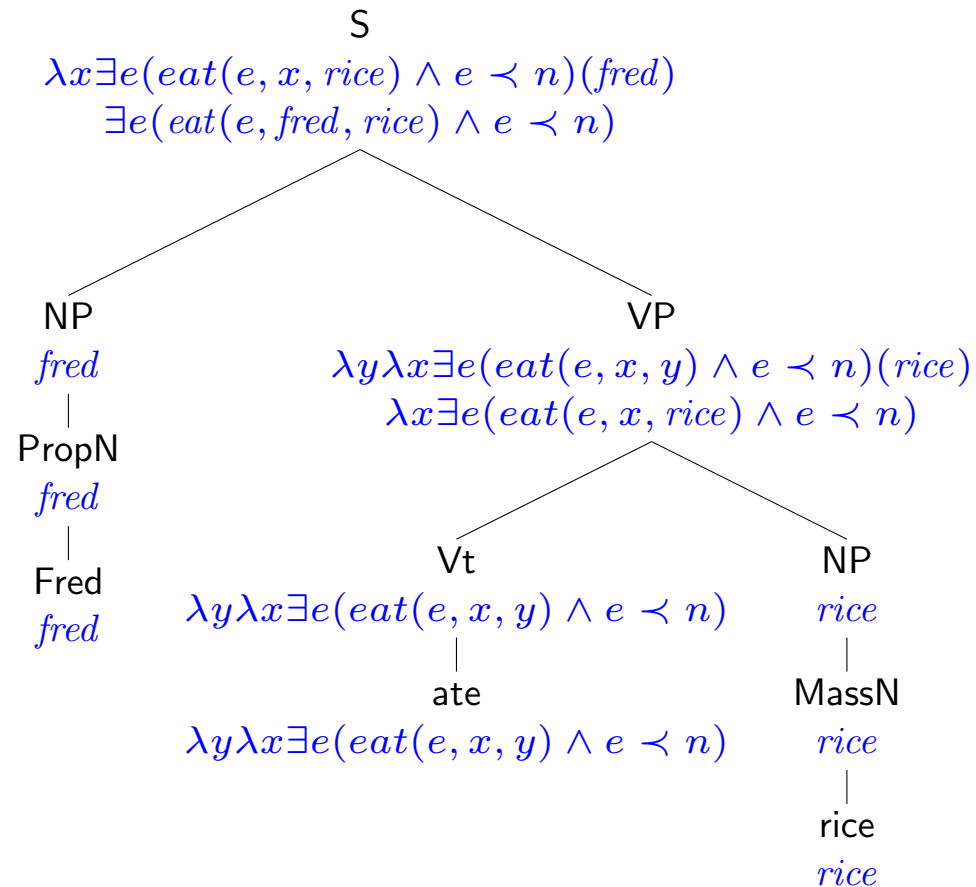 S
λx∃e(eat(e, x, rice) ∧ e ≺ n)(fred)
∃e(eat(e, fred, rice) ∧ e ≺ n)
NP
fred
VP
λyλx∃e(eat(e, x, y) ∧ e ≺ n)(rice)
λx∃e(eat(e, x, rice) ∧ e ≺ n)
PropN
fred
Fred
fred
Vt
λyλx∃e(eat(e, x, y) ∧ e ≺ n)
NP
rice
ate
λyλx∃e(eat(e, x, y) ∧ e ≺ n)
MassN
rice
rice
rice